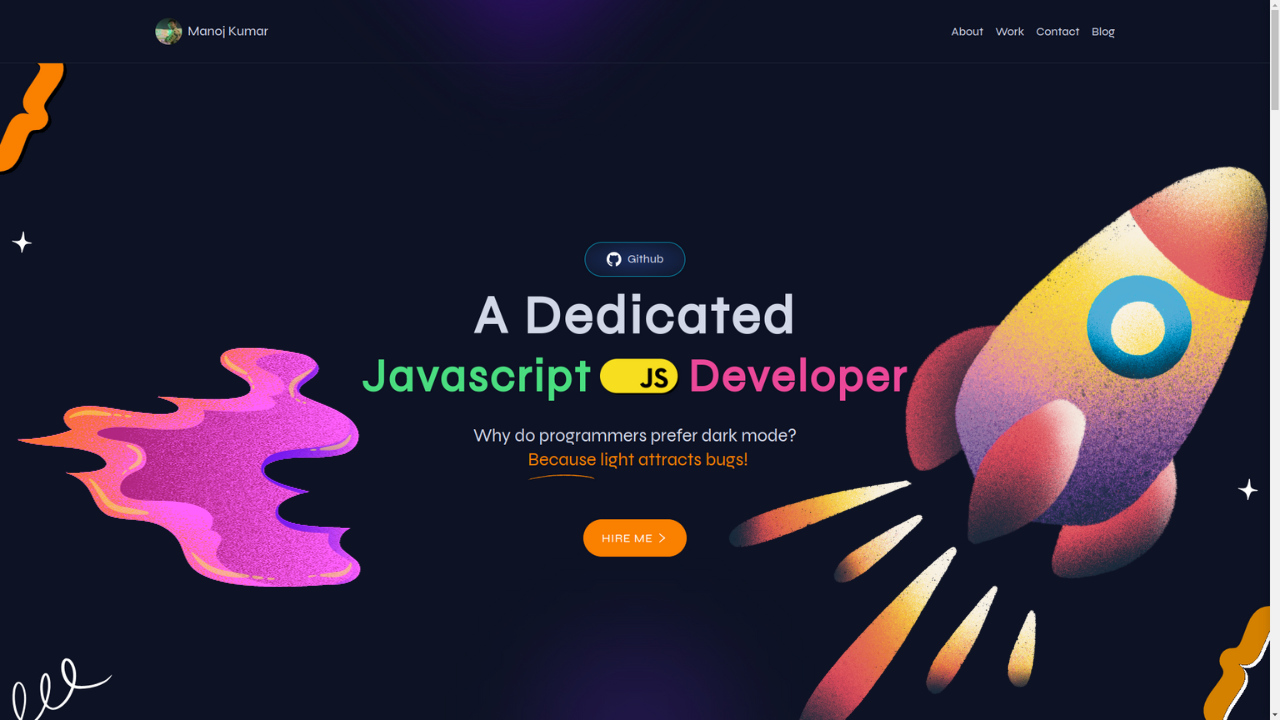 Manoj Kumar
About Work Contact Blog
Github
A Dedicated
Javascript JS Developer
Why do programmers prefer dark mode?
Because light attracts bugs!
HIRE ME